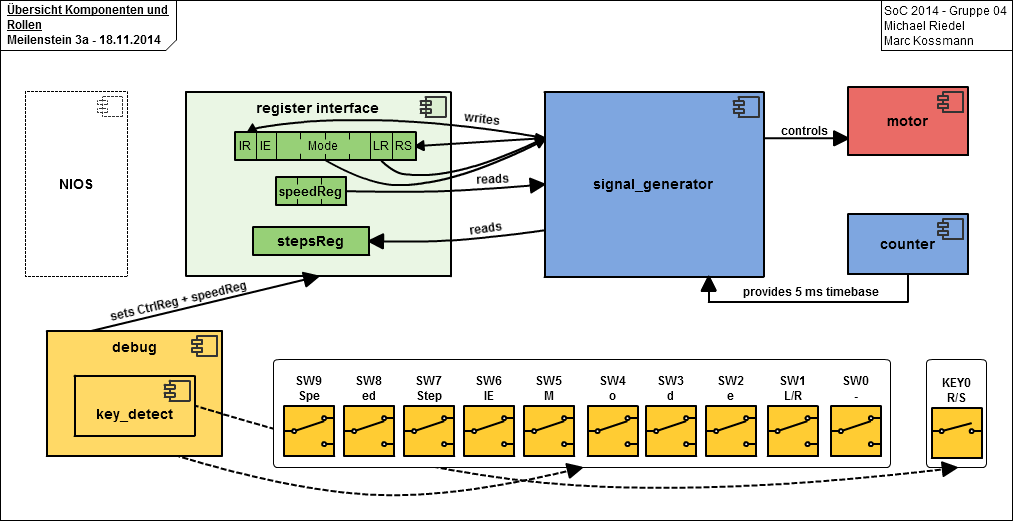 Übersicht Komponenten und
Rollen
Meilenstein 3a - 18.11.2014
SoC 2014 - Gruppe 04
Michael Riedel
Marc Kossmann
NIOS
register interface
IR IE Mode LR RS
speedReg
stepsReg
writes
reads
reads
signal_generator
controls
motor
counter
provides 5 ms timebase
sets CtrlReg + speedReg
debug
key_detect
SW9 SW8 SW7 SW6 SW5 SW4 SW3 SW2 SW1 SW0
Spe ed Step IE M o d e L/R -
KEY0
R/S